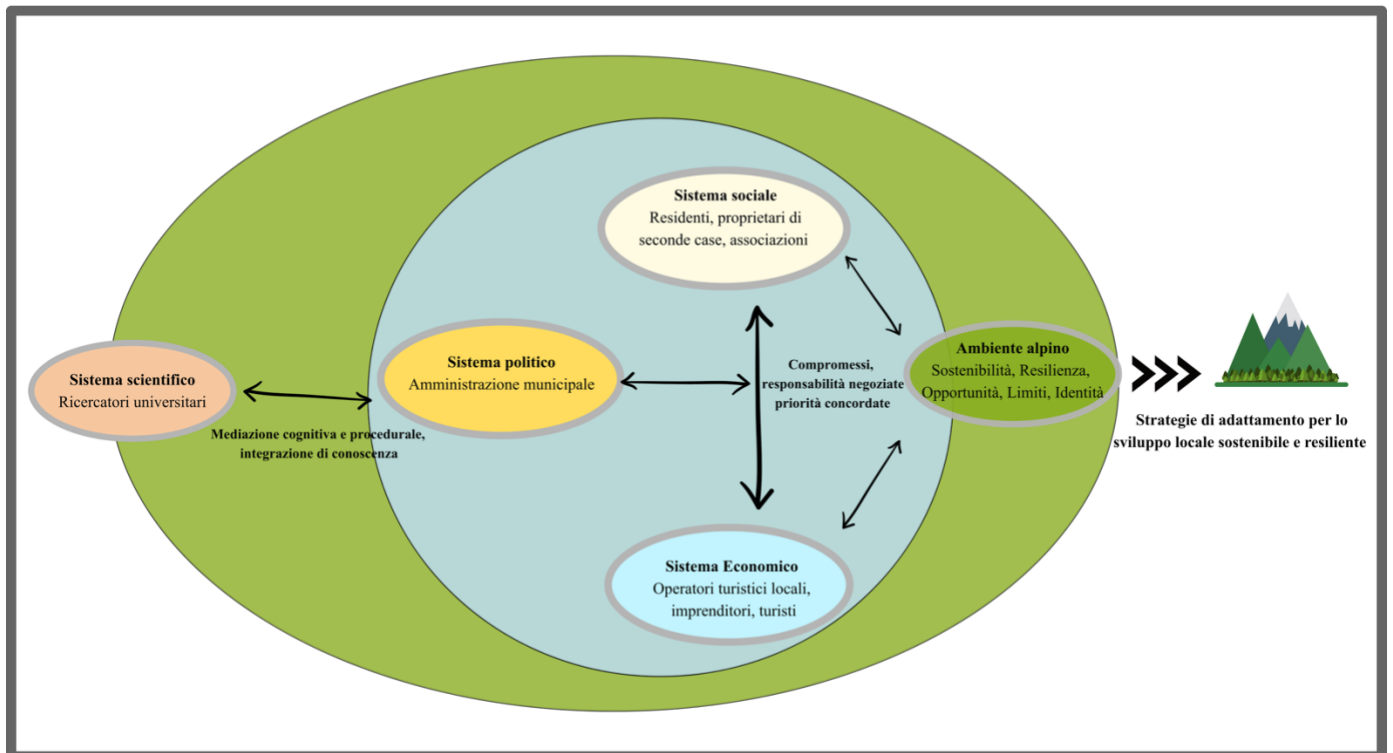 Sistema sociale
Residenti, proprietari di
seconde case, associazioni
Sistema scientifico
Ricercatori universitari
Mediazione cognitiva e procedurale,
integrazione di conoscenza
Sistema politico
Amministrazione municipale
Compromessi,
responsabilità negoziate
priorità concordate
Ambiente alpino
Sostenibilità, Resilienza,
Opportunità, Limiti, Identità
Strategie di adattamento per lo
sviluppo locale sostenibile e resiliente
Sistema Economico
Operatori turistici locali,
imprenditori, turisti